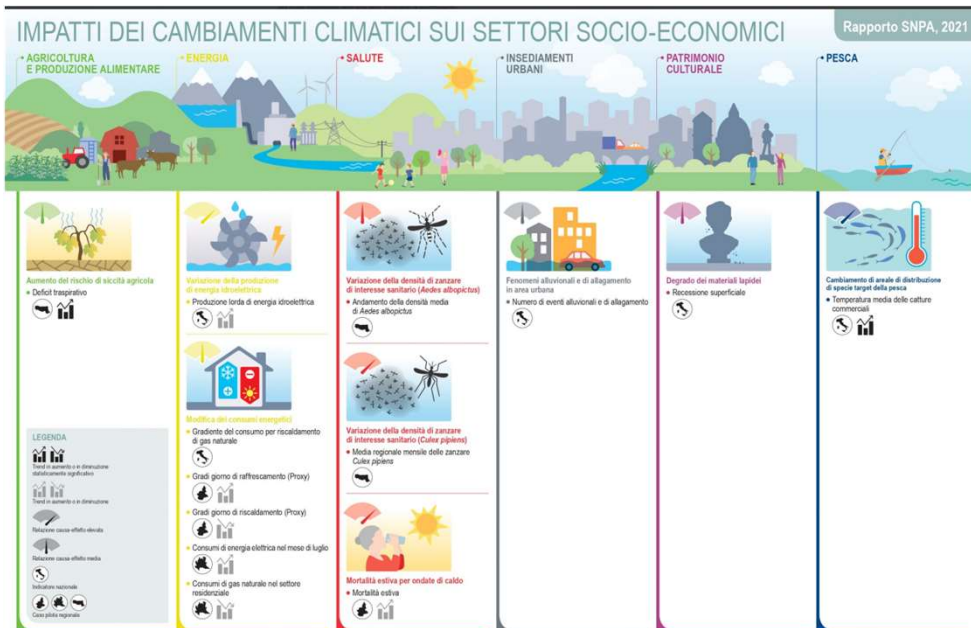 IMPATTI DEI CAMBIAMENTI CLIMATICI SUI SETTORI SOCIO-ECONOMICI
Rapporto SNPA, 2021
AGRICOLTURA
E PRODUZIONE ALIMENTARE
ENERGIA
SALUTE
INSEDIAMENTI
URBANI
PATRIMONIO
CULTURALE
PESCA
Aumento del rischio di siccità agricola
• Deficit traspirativo
LEGENDA
Trend in aumento o in diminuzione
statisticamente significativo
Trend in aumento o in diminuzione
Relazione causa-effetto elevata
Relazione causa-effetto media
Indicatore nazionale
Caso pilota regionale
Variazione della produzione
di energia idroelettrica
• Produzione lorda di energia idroelettrica
Modifica dei consumi energetici
• Gradiente del consumo per riscaldamento
di gas naturale
• Gradi giorno di raffrescamento (Proxy)
• Gradi giorno di riscaldamento (Proxy)
• Consumi di energia elettrica nel mese di luglio
• Consumi di gas naturale nel settore
residenziale
Variazione della densità di zanzare
di interesse sanitario (Aedes albopictus)
• Andamento della densità media
di Aedes albopictus
Variazione della densità di zanzare
di interesse sanitario (Culex pipiens)
• Media regionale mensile delle zanzare
Culex pipiens
Mortalità estiva per ondate di caldo
• Mortalità estiva
Fenomeni alluvionali e di allagamento
in area urbana
• Numero di eventi alluvionali e di allagamento
Degrado dei materiali lapidei
• Recessione superficiale
Cambiamento di areale di distribuzione
di specie target della pesca
• Temperatura media delle catture
commerciali